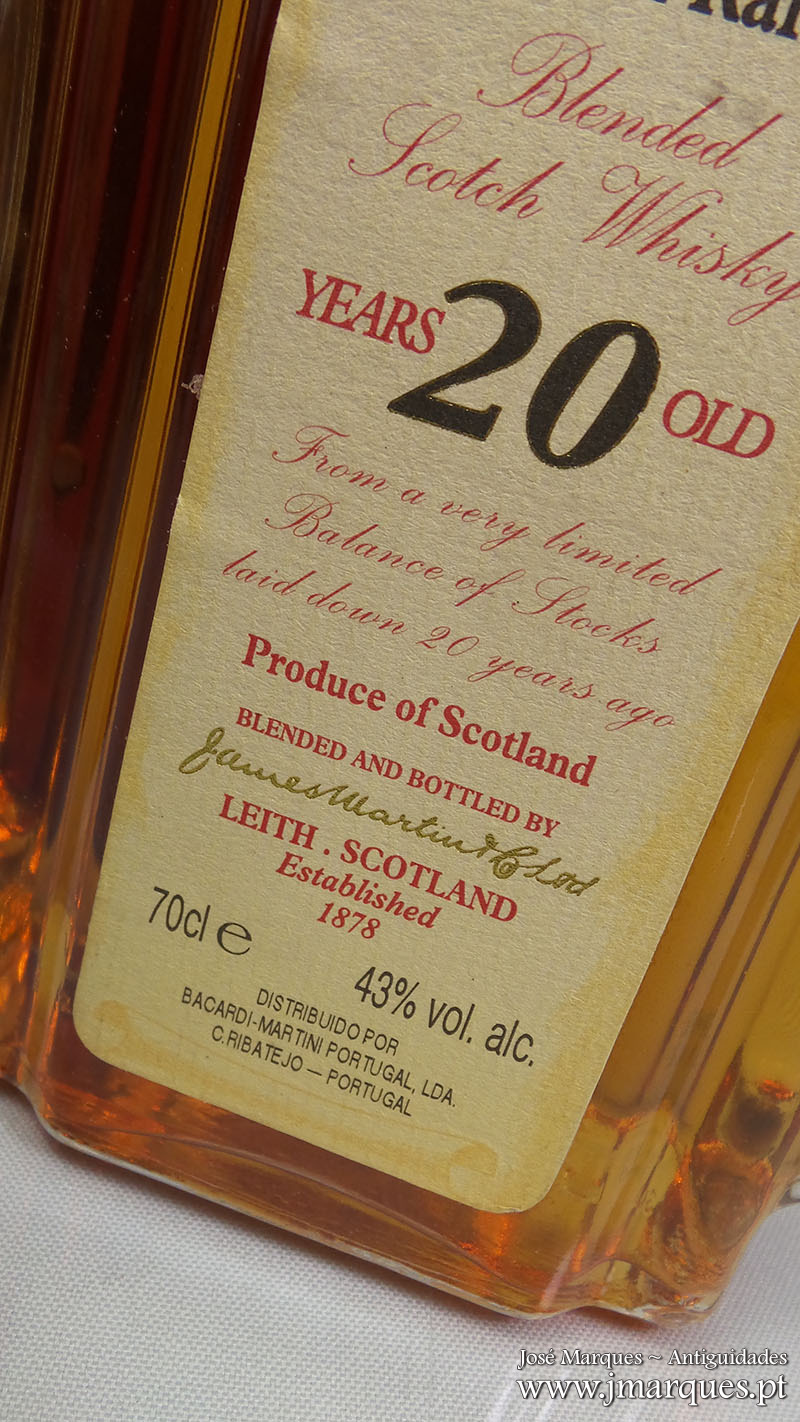 Blended
Scotch Whisky
YEARS 20 OLD
From a very limited
Balance of Stocks
laid down 20 years ago
Produce of Scotland
BLENDED AND BOTTLED BY
James Martin & Co Ltd
LEITH . SCOTLAND
Established
1878
70cl e
43% vol. alc.
DISTRIBUIDO POR
BACARDI-MARTINI PORTUGAL, LDA.
C.RIBATEJO — PORTUGAL
José Marques ~ Antiguidades
www.jmarques.pt